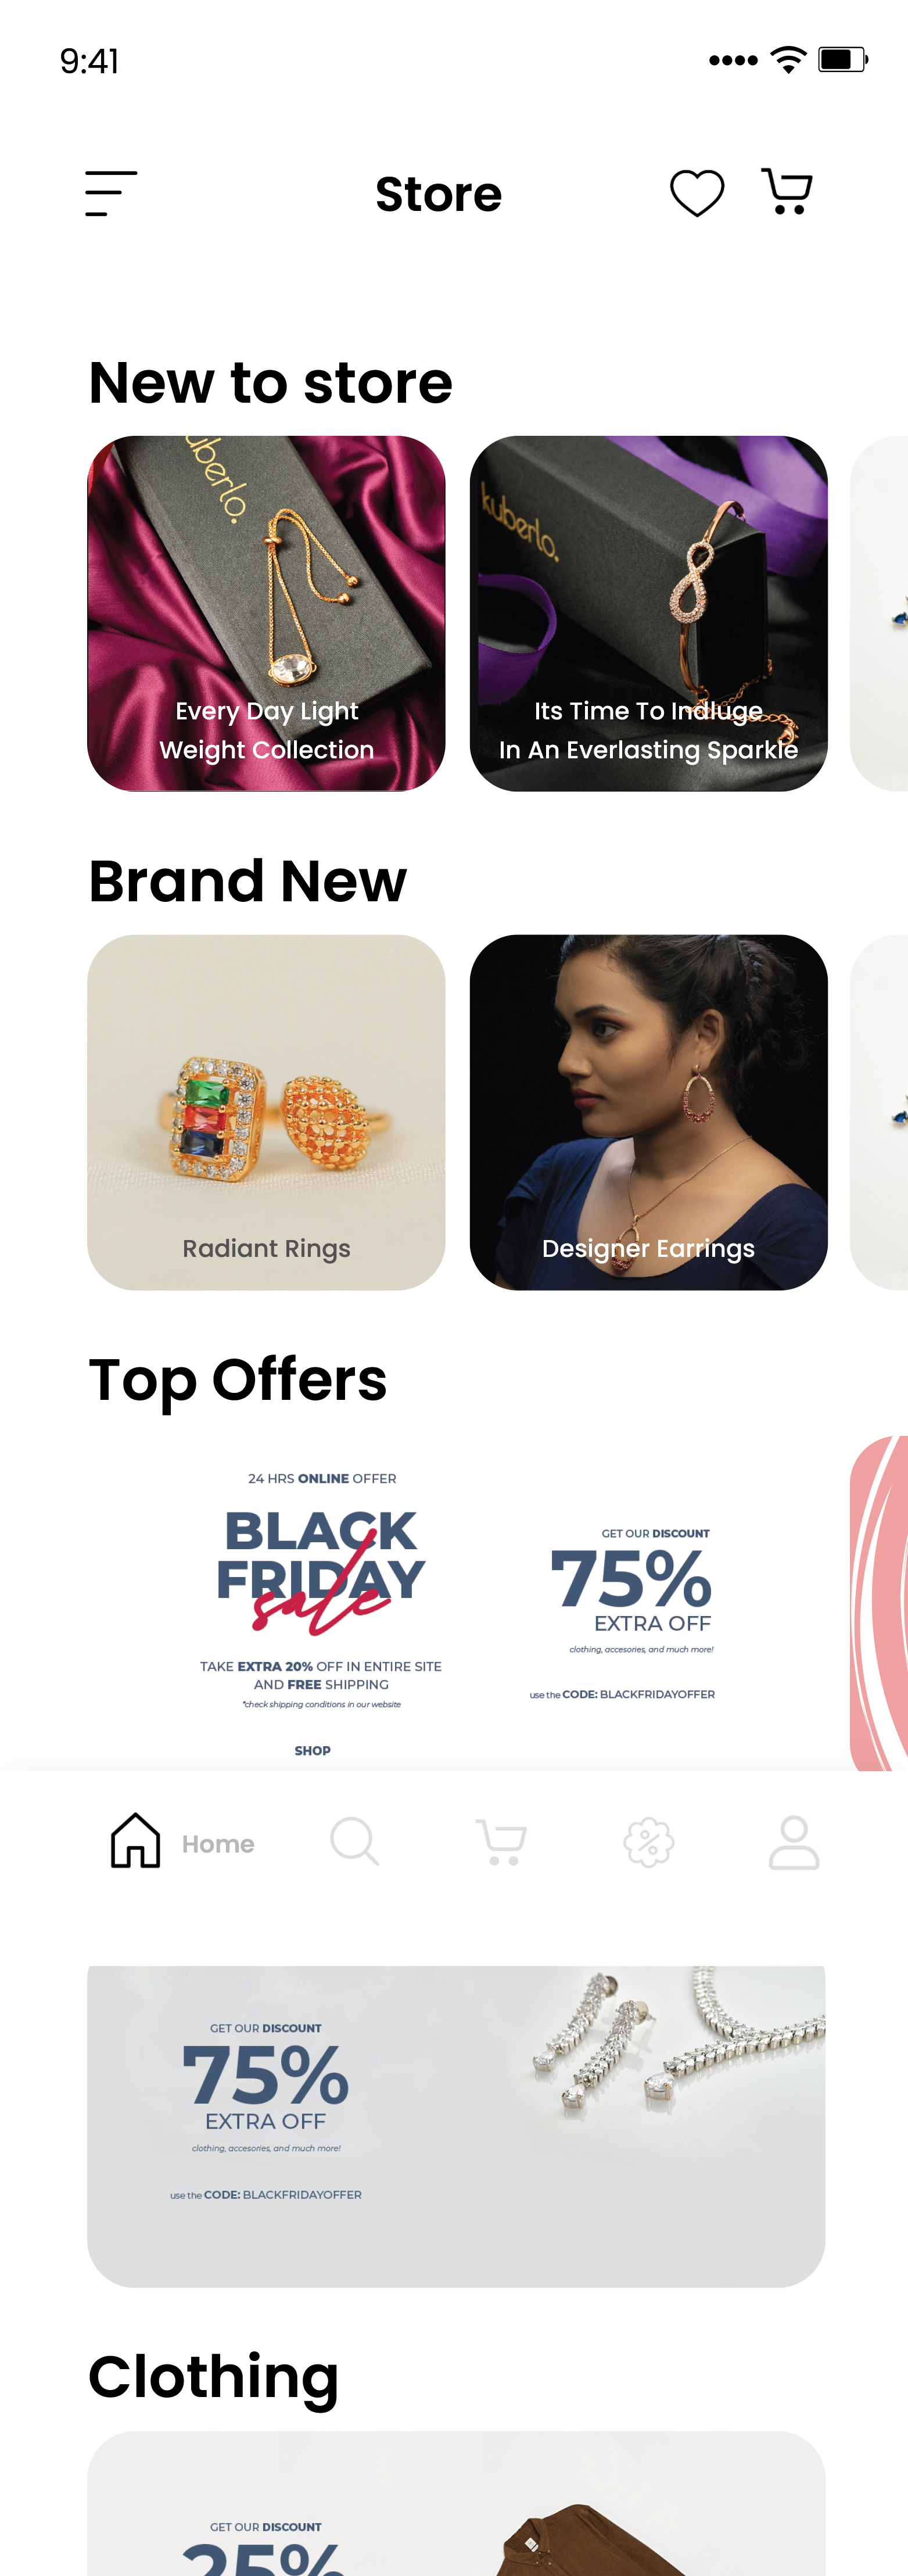 9:41
Store
New to store
kuberlo.
Every Day Light
Weight Collection
kuberlo.
Its Time To Indluge
In An Everlasting Sparkle
Brand New
Radiant Rings
Designer Earrings
Top Offers
24 HRS ONLINE OFFER
BLACK
FRIDAY
sale
TAKE EXTRA 20% OFF IN ENTIRE SITE
AND FREE SHIPPING
*check shipping conditions in our website
SHOP
GET OUR DISCOUNT
75%
EXTRA OFF
clothing, accesories, and much more!
use the CODE: BLACKFRIDAYOFFER
Home
GET OUR DISCOUNT
75%
EXTRA OFF
clothing, accesories, and much more!
use the CODE: BLACKFRIDAYOFFER
Clothing
GET OUR DISCOUNT
25%